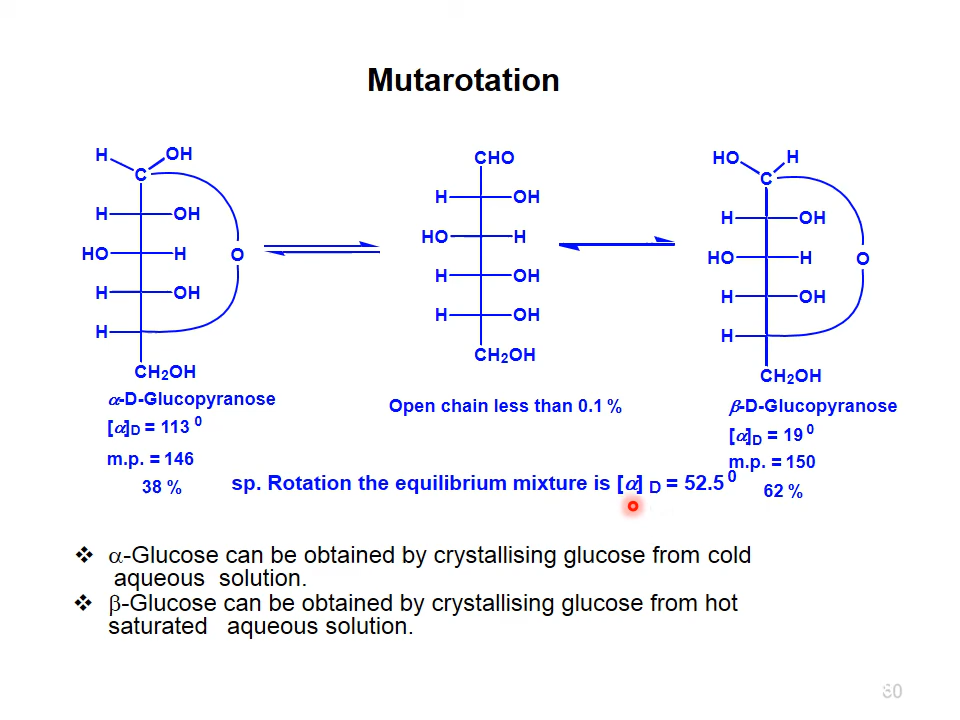 Mutarotation
H OH
C
H OH
HO H
O
H OH
H
CH2OH
α-D-Glucopyranose
[α]D = 113 0
m.p. = 146
38 %
CHO
H OH
HO H
H OH
H OH
CH2OH
Open chain less than 0.1 %
HO H
C
H OH
HO H
O
H OH
H
CH2OH
β-D-Glucopyranose
[α]D = 19 0
m.p. = 150
62 %
sp. Rotation the equilibrium mixture is [α] D = 52.5 0
❖ α-Glucose can be obtained by crystallising glucose from cold
aqueous solution.
❖ β-Glucose can be obtained by crystallising glucose from hot
saturated aqueous solution.